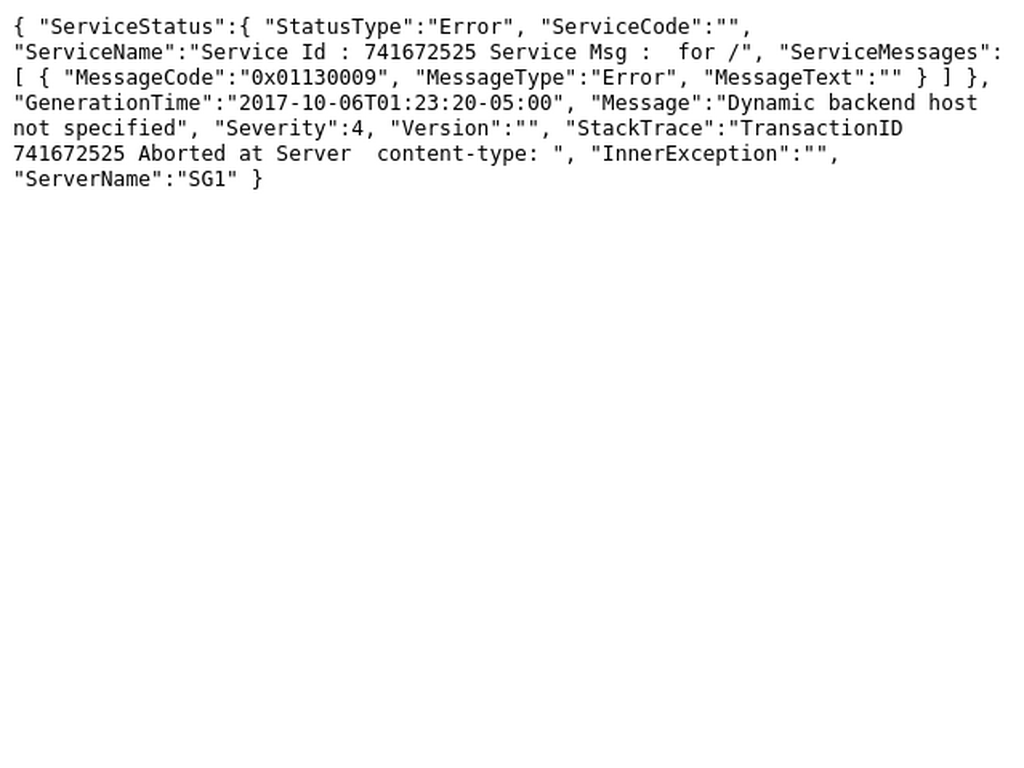 { "ServiceStatus":{ "StatusType":"Error", "ServiceCode":"",
"ServiceName":"Service Id : 741672525 Service Msg :  for /", "ServiceMessages":
[ { "MessageCode":"0x01130009", "MessageType":"Error", "MessageText":"" } ] },
"GenerationTime":"2017-10-06T01:23:20-05:00", "Message":"Dynamic backend host
not specified", "Severity":4, "Version":"", "StackTrace":"TransactionID
741672525 Aborted at Server  content-type: ", "InnerException":"",
"ServerName":"SG1" }